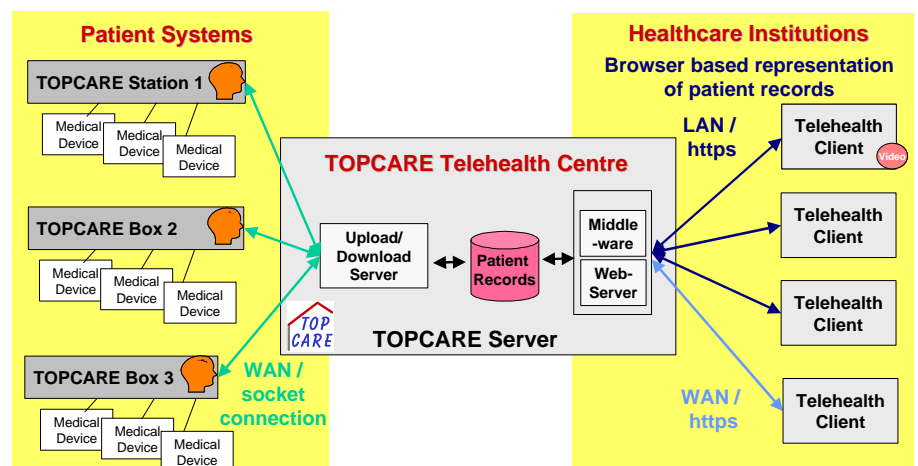 Patient Systems
TOPCARE Station 1
Medical
Device
Medical
Device
Medical
Device
TOPCARE Box 2
Medical
Device
Medical
Device
Medical
Device
TOPCARE Box 3
Medical
Device
Medical
Device
Medical
Device
WAN /
socket
connection
TOPCARE Telehealth Centre
Upload/
Download
Server
Patient
Records
Middle
-ware
Web-
Server
TOP
CARE
TOPCARE Server
Healthcare Institutions
Browser based representation
of patient records
LAN /
https
WAN /
https
Telehealth
Client
Video
Telehealth
Client
Telehealth
Client
Telehealth
Client